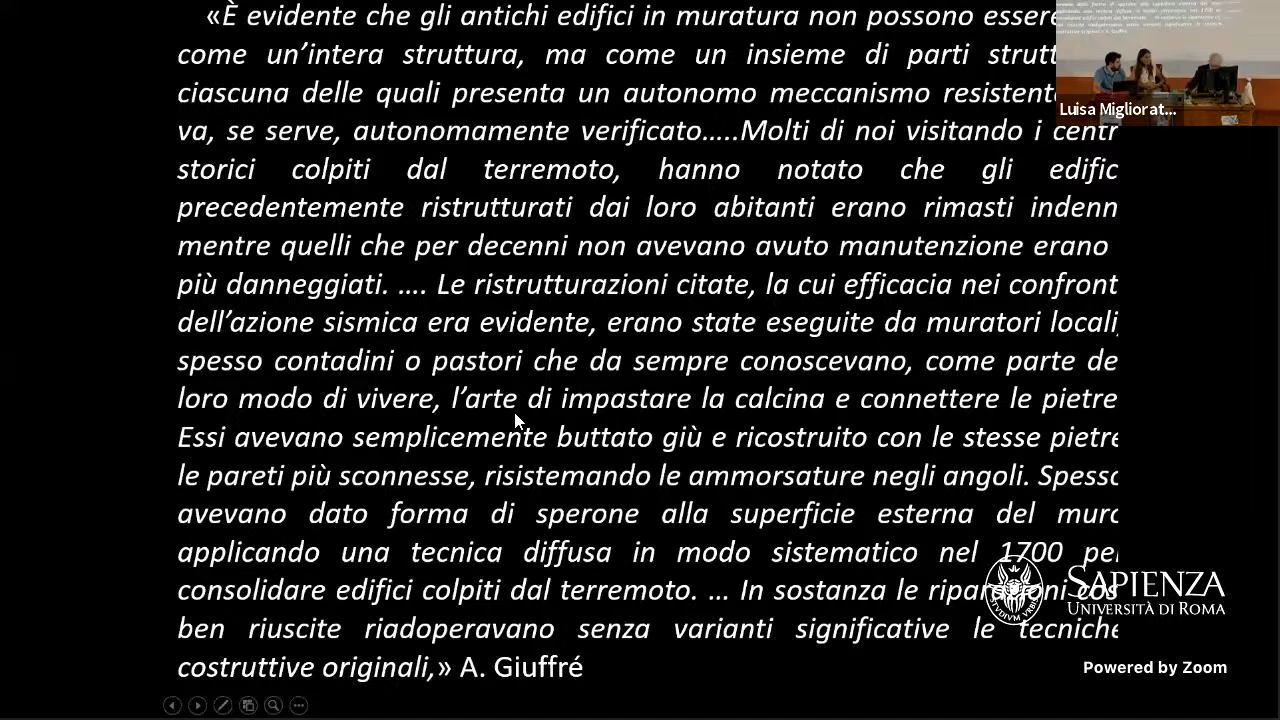 «È evidente che gli antichi edifici in muratura non possono essere
come un’intera struttura, ma come un insieme di parti strutt
ciascuna delle quali presenta un autonomo meccanismo resistent
va, se serve, autonomamente verificato…..Molti di noi visitando i centr
storici colpiti dal terremoto, hanno notato che gli edific
precedentemente ristrutturati dai loro abitanti erano rimasti indenn
mentre quelli che per decenni non avevano avuto manutenzione erano
più danneggiati. …. Le ristrutturazioni citate, la cui efficacia nei confront
dell’azione sismica era evidente, erano state eseguite da muratori locali,
spesso contadini o pastori che da sempre conoscevano, come parte de
loro modo di vivere, l’arte di impastare la calcina e connettere le pietre
Essi avevano semplicemente buttato giù e ricostruito con le stesse pietre
le pareti più sconnesse, risistemando le ammorsature negli angoli. Spesso
avevano dato forma di sperone alla superficie esterna del muro
applicando una tecnica diffusa in modo sistematico nel 1700 per
consolidare edifici colpiti dal terremoto. … In sostanza le riparazioni cos
ben riuscite riadoperavano senza varianti significative le tecniche
costruttive originali,» A. Giuffré
Luisa Migliorat...
SAPIENZA
UNIVERSITÀ DI ROMA
Powered by Zoom